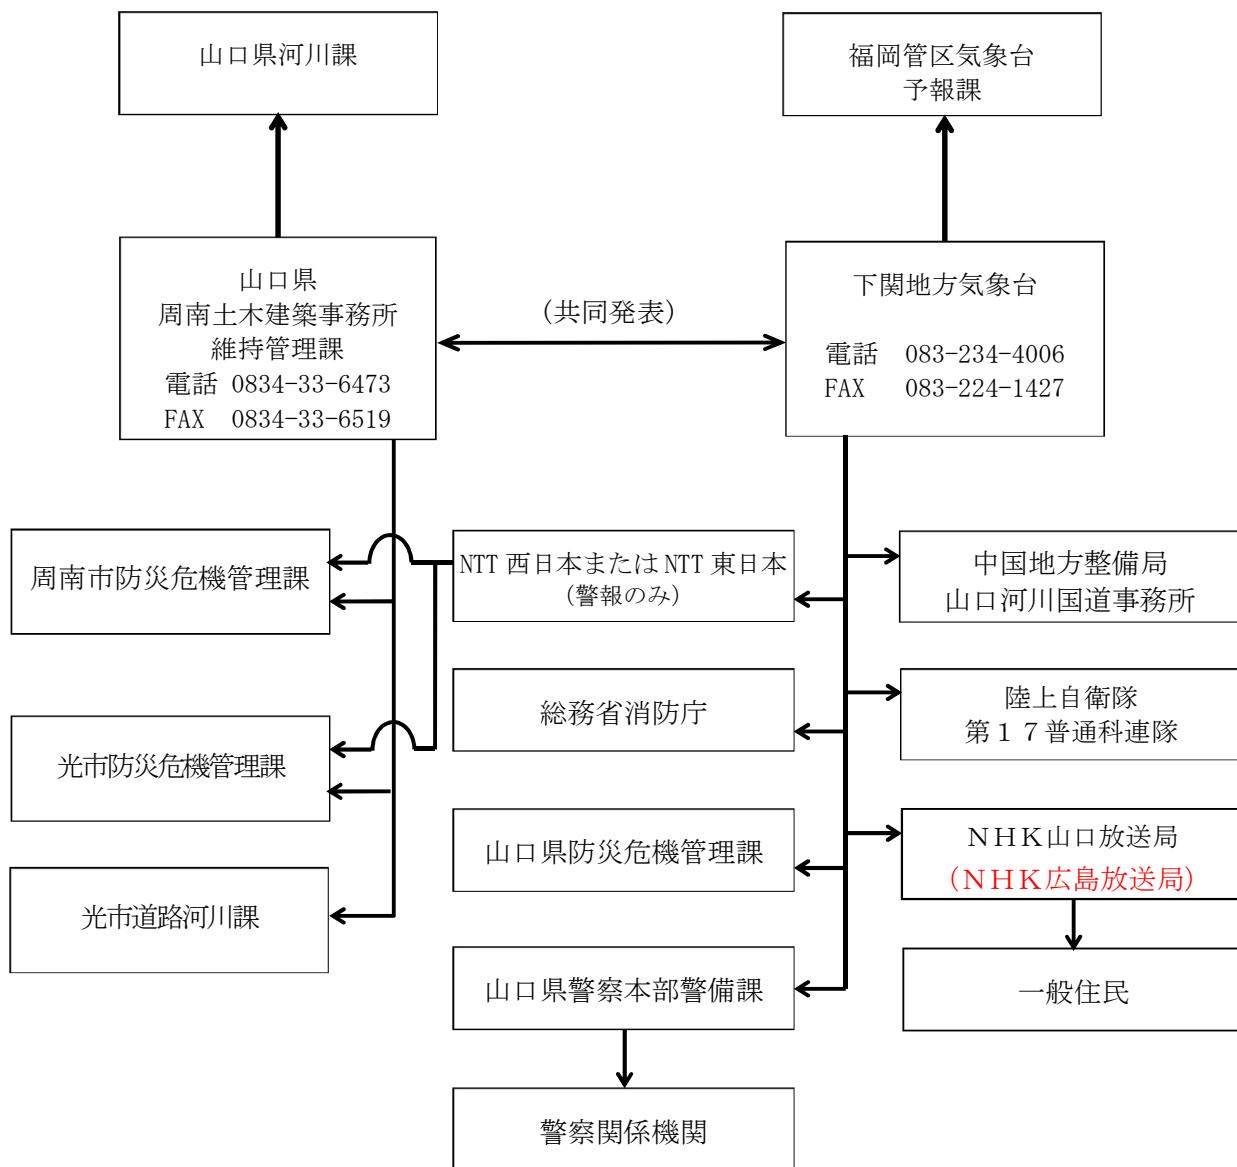 山口県河川課
福岡管区気象台
予報課
山口県
周南土木建築事務所
維持管理課
電話 0834-33-6473
FAX 0834-33-6519
（共同発表）
下関地方気象台
電話 083-234-4006
FAX 083-224-1427
周南市防災危機管理課
NTT 西日本または NTT 東日本
（警報のみ）
中国地方整備局
山口河川国道事務所
光市防災危機管理課
総務省消防庁
陸上自衛隊
第１７普通科連隊
光市道路河川課
山口県防災危機管理課
ＮＨＫ山口放送局
（ＮＨＫ広島放送局）
山口県警察本部警備課
一般住民
警察関係機関